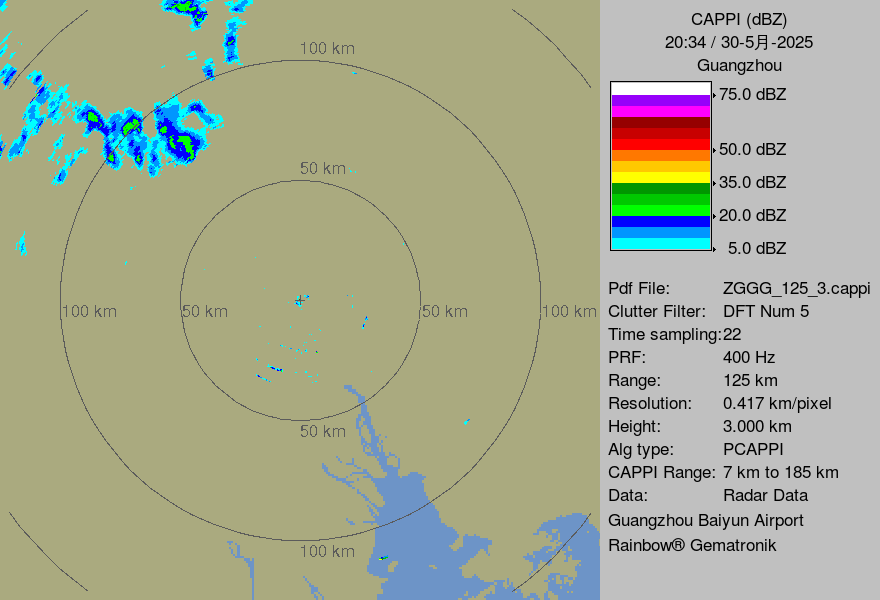 CAPPI (dBZ)
20:34 / 30-5月-2025
Guangzhou
75.0 dBZ
50.0 dBZ
35.0 dBZ
20.0 dBZ
5.0 dBZ
Pdf File: ZGGG_125_3.cappi
Clutter Filter: DFT Num 5
Time sampling:22
PRF: 400 Hz
Range: 125 km
Resolution: 0.417 km/pixel
Height: 3.000 km
Alg type: PCAPPI
CAPPI Range: 7 km to 185 km
Data: Radar Data
Guangzhou Baiyun Airport
Rainbow® Gematronik
100 km
50 km
100 km
50 km
50 km
100 km
50 km
100 km